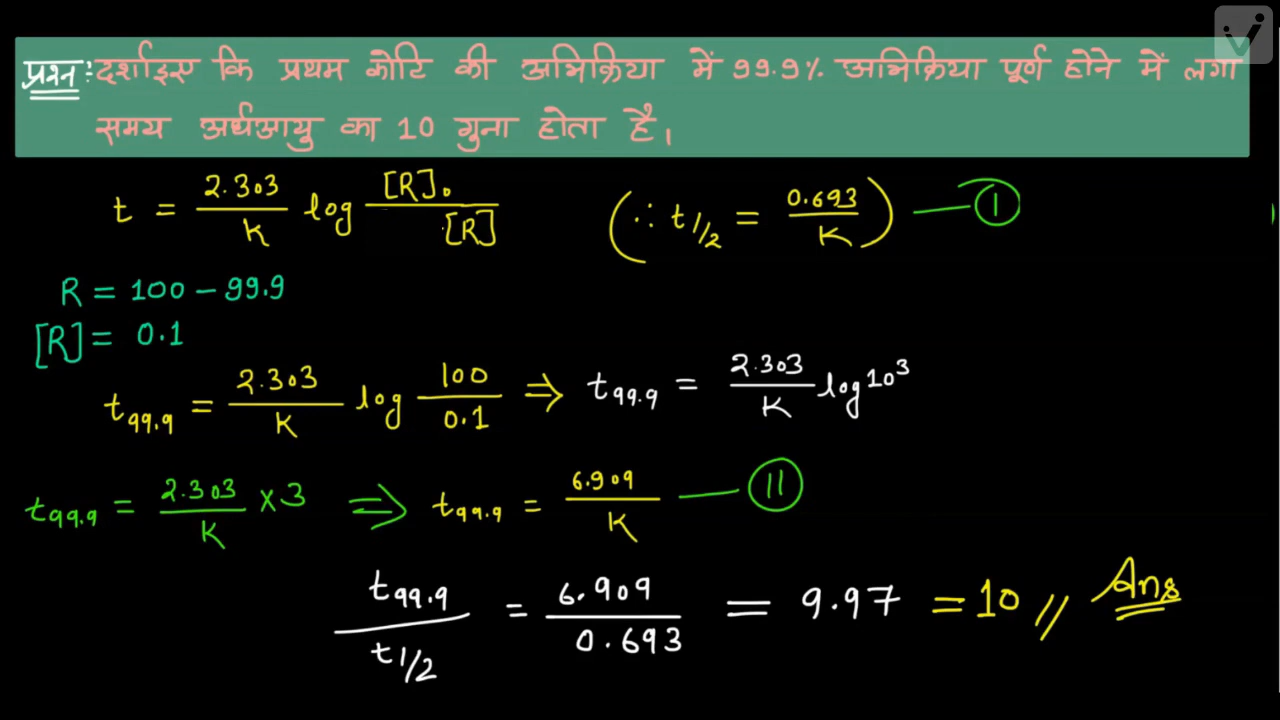 प्रश्न: दर्शाइए कि प्रथम कोटि की अभिक्रिया में 99.9% अभिक्रिया पूर्ण होने में लगा
समय अर्धआयु का 10 गुना होता है।
t = 2.303/K log [R]₀/[R] (∵ t1/2 = 0.693/K) — I
R = 100 - 99.9
[R] = 0.1
t99.9 = 2.303/K log 100/0.1 ⇒ t99.9 = 2.303/K log 10³
t99.9 = 2.303/K × 3 ⇒ t99.9 = 6.909/K — II
t99.9/t1/2 = 6.909/0.693 = 9.97 = 10 // Ans